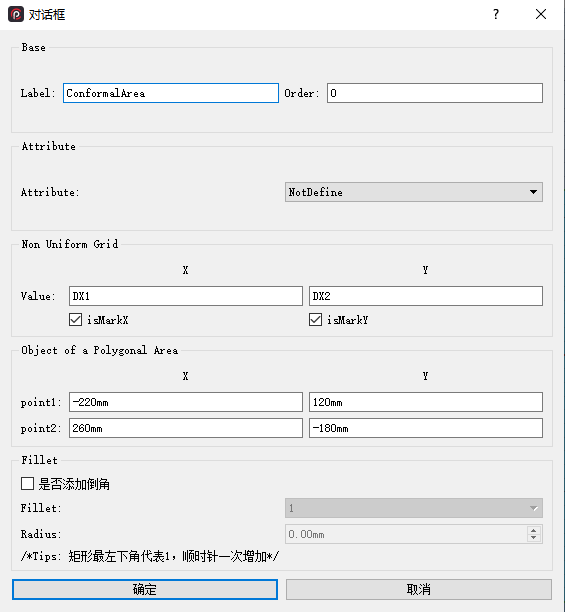 对话框
Base
Label: ConformalArea Order: 0
Attribute
Attribute: NotDefine
Non Uniform Grid
X Y
Value: DX1 DX2
isMarkX isMarkY
Object of a Polygonal Area
X Y
point1: -220mm 120mm
point2: 260mm -180mm
Fillet
是否添加倒角
Fillet: 1
Radius: 0.00mm
/*Tips: 矩形最左下角代表1, 顺时针一次增加*/
确定 取消